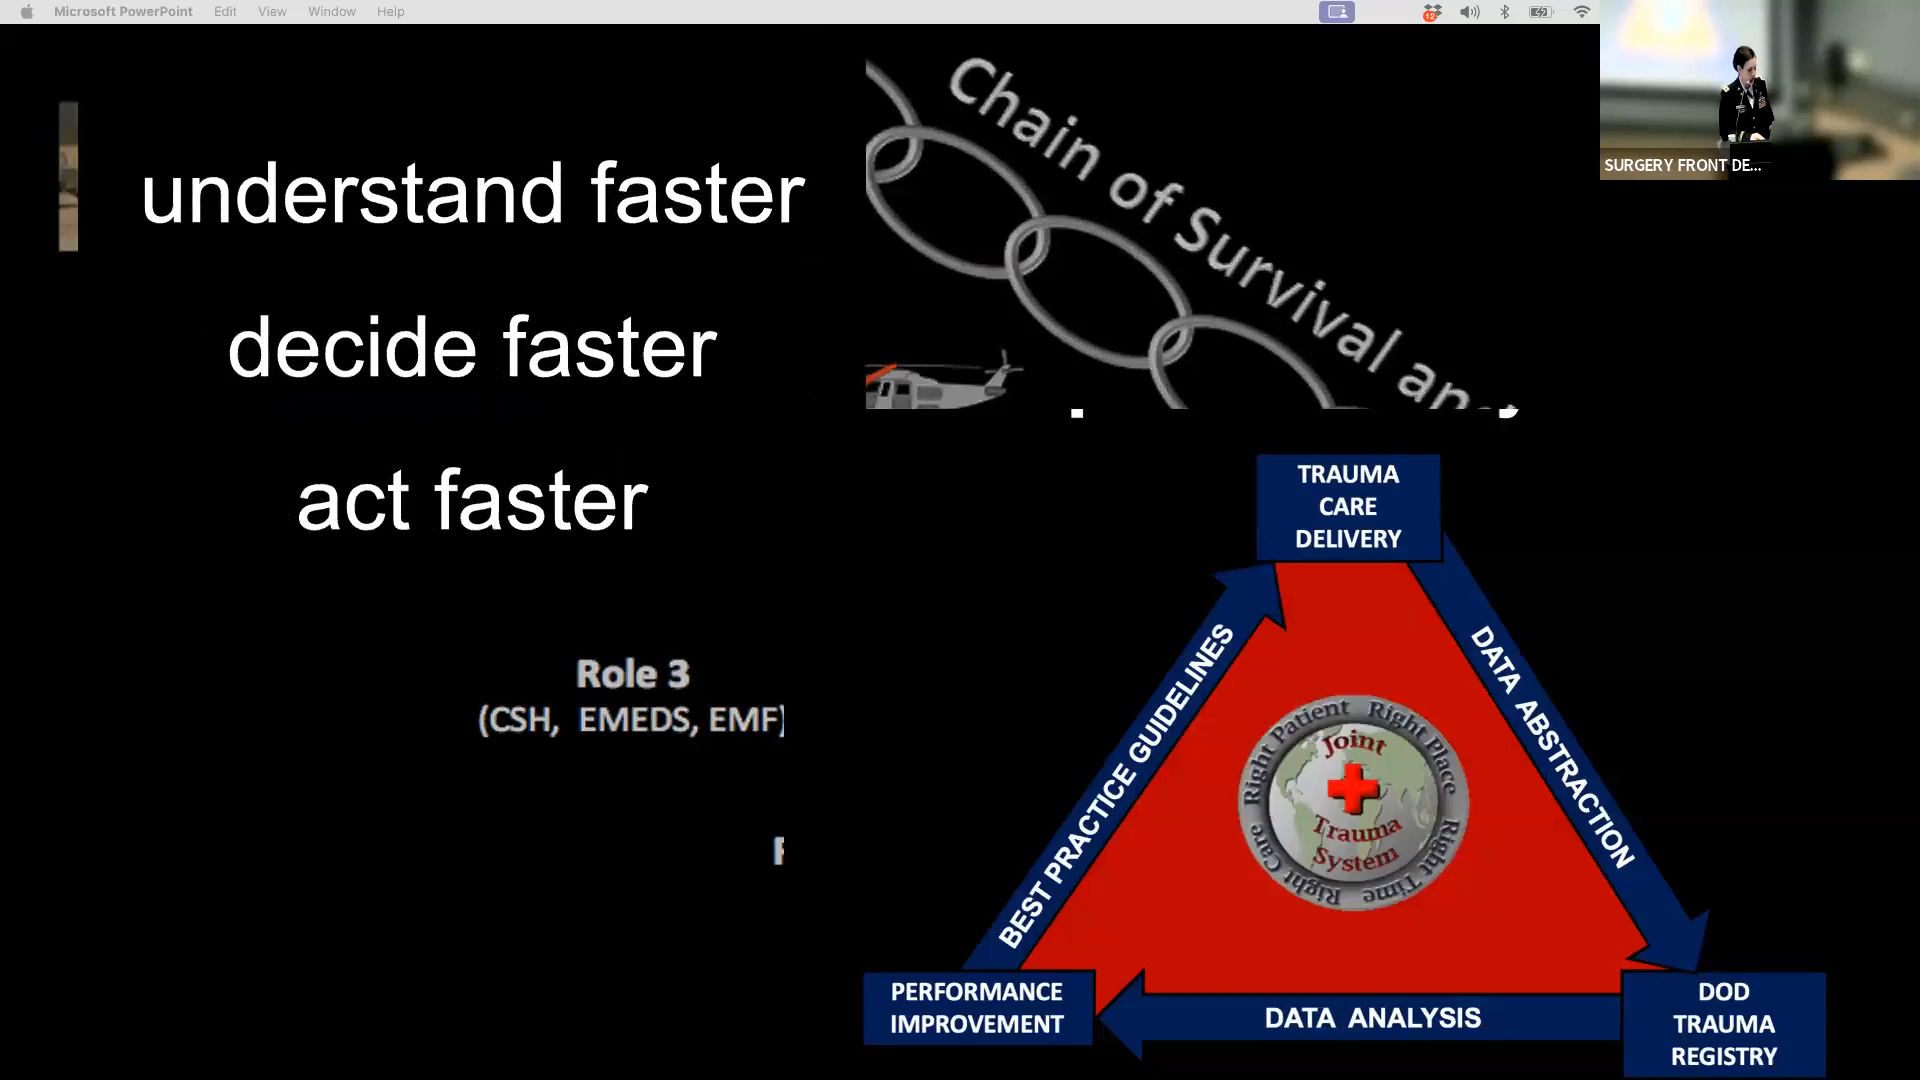 Microsoft PowerPoint Edit View Window Help
12
SURGERY FRONT DE...
understand faster
decide faster
act faster
Chain of Survival and
Role 3
(CSH, EMEDS, EMF)
TRAUMA
CARE
DELIVERY
BEST PRACTICE GUIDELINES
DATA ABSTRACTION
Right Patient Right Place Right Time Right Care
Joint
Trauma
System
PERFORMANCE
IMPROVEMENT
DATA ANALYSIS
DOD
TRAUMA
REGISTRY